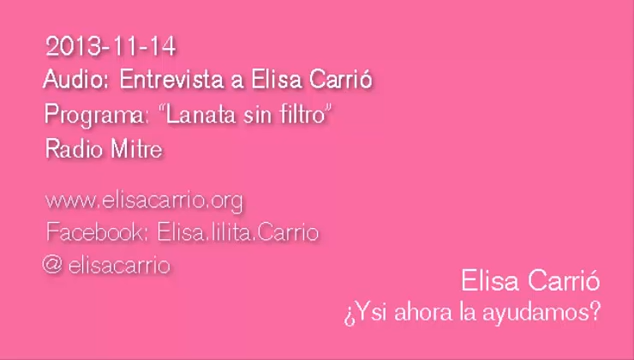 2013-11-14
Audio: Entrevista a Elisa Carrió
Programa: “Lanata sin filtro”
Radio Mitre
www.elisacarrio.org
Facebook: Elisa.lilita.Carrio
@elisacarrio
Elisa Carrió
¿Ysi ahora la ayudamos?